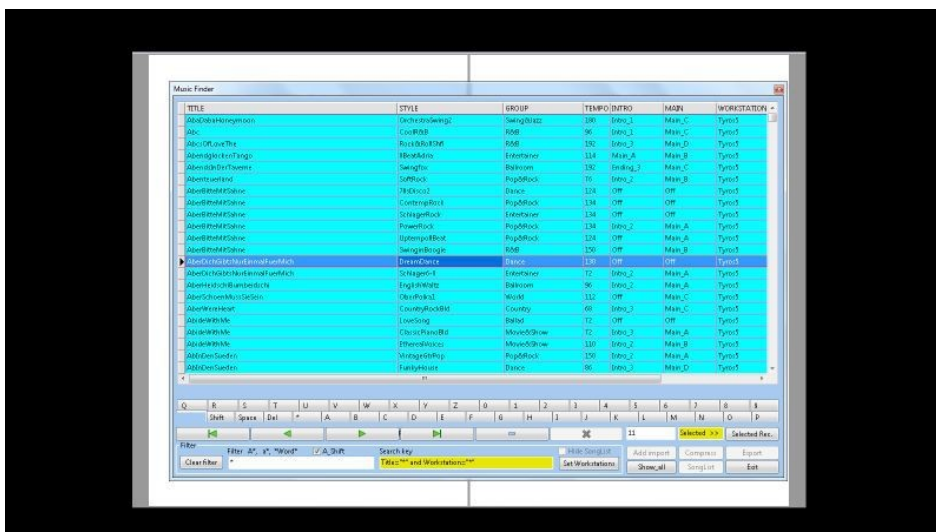 Music Finder
TITLE STYLE GROUP TEMPO INTRO MAIN WORKSTATION
AbaDabaHoneymoon OrchestraSwing2 Swing&Jazz 180 Intro_1 Main_C Tyros5
Abc CoolR&B R&B 96 Intro_1 Main_C Tyros5
AbcsOfLoveThe Rock&RollShfl R&B 192 Intro_3 Main_D Tyros5
AbendglockenTango 8BeatAdria Entertainer 114 Main_A Main_B Tyros5
AbendsInDerTaverne Swingfox Ballroom 192 Ending_3 Main_C Tyros5
Abenteuerland SoftRock Pop&Rock 76 Intro_2 Main_B Tyros5
AberBitteMitSahne 70sDisco2 Dance 124 Off Off Tyros5
AberBitteMitSahne ContempRock Pop&Rock 134 Off Off Tyros5
AberBitteMitSahne SchlagerRock Entertainer 134 Off Off Tyros5
AberBitteMitSahne PowerRock Pop&Rock 134 Intro_2 Main_A Tyros5
AberBitteMitSahne Uptempo8Beat Pop&Rock 124 Off Main_A Tyros5
AberBitteMitSahne SwinginBoogie R&B 150 Off Main_B Tyros5
AberDichGibtsNurEinmalFuerMich DreamDance Dance 130 Off Off Tyros5
AberDichGibtsNurEinmalFuerMich Schlager6-8 Entertainer 72 Intro_2 Main_A Tyros5
AberHeidschiBumbeidschi EnglishWaltz Ballroom 96 Intro_2 Main_A Tyros5
AberSchoenMussSieSein OberPolka1 World 112 Off Main_C Tyros5
AberWereHeart CountryRockBld Country 68 Intro_3 Main_C Tyros5
AbideWithMe LoveSong Ballad 72 Off Off Tyros5
AbideWithMe ClassicPianoBld Movie&Show 72 Intro_3 Main_A Tyros5
AbideWithMe EtherealVoices Movie&Show 110 Intro_2 Main_B Tyros5
AbInDenSueden VintageGtrPop Pop&Rock 150 Intro_2 Main_A Tyros5
AbInDenSueden FunkyHouse Dance 86 Intro_3 Main_D Tyros5
Q R S T U V W X Y Z 0 1 2 3 4 5 6 7 8 9
Shift Space Del * A B C D E F G H I J K L M N O P
11 Selected >> Selected Res.
Filter Filter A*, x*, *Word* A_Shift Search key Hide SongList Add import Compress Export
Clear filter * Title="*" and Workstation="*" Set Workstations Show_all SongList Exit